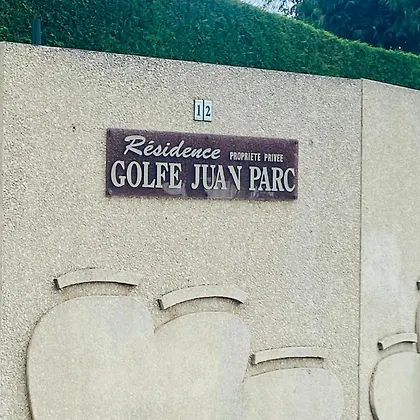 12
Résidence PROPRIETE PRIVEE
GOLFE JUAN PARC